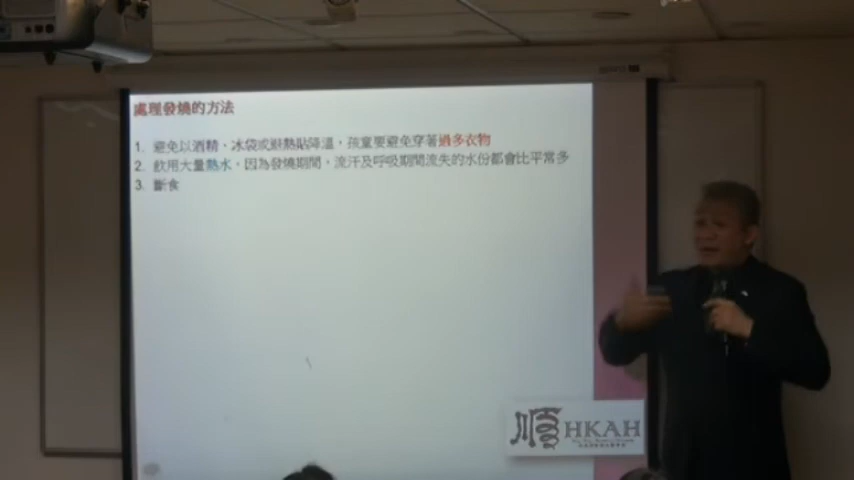 處理發燒的方法
1. 避免以酒精、冰袋或退熱貼降溫，孩童要避免穿著過多衣物
2. 飲用大量熱水，因為發燒期間，流汗及呼吸期間流失的水份都會比平常多
3. 斷食
順 HKAH